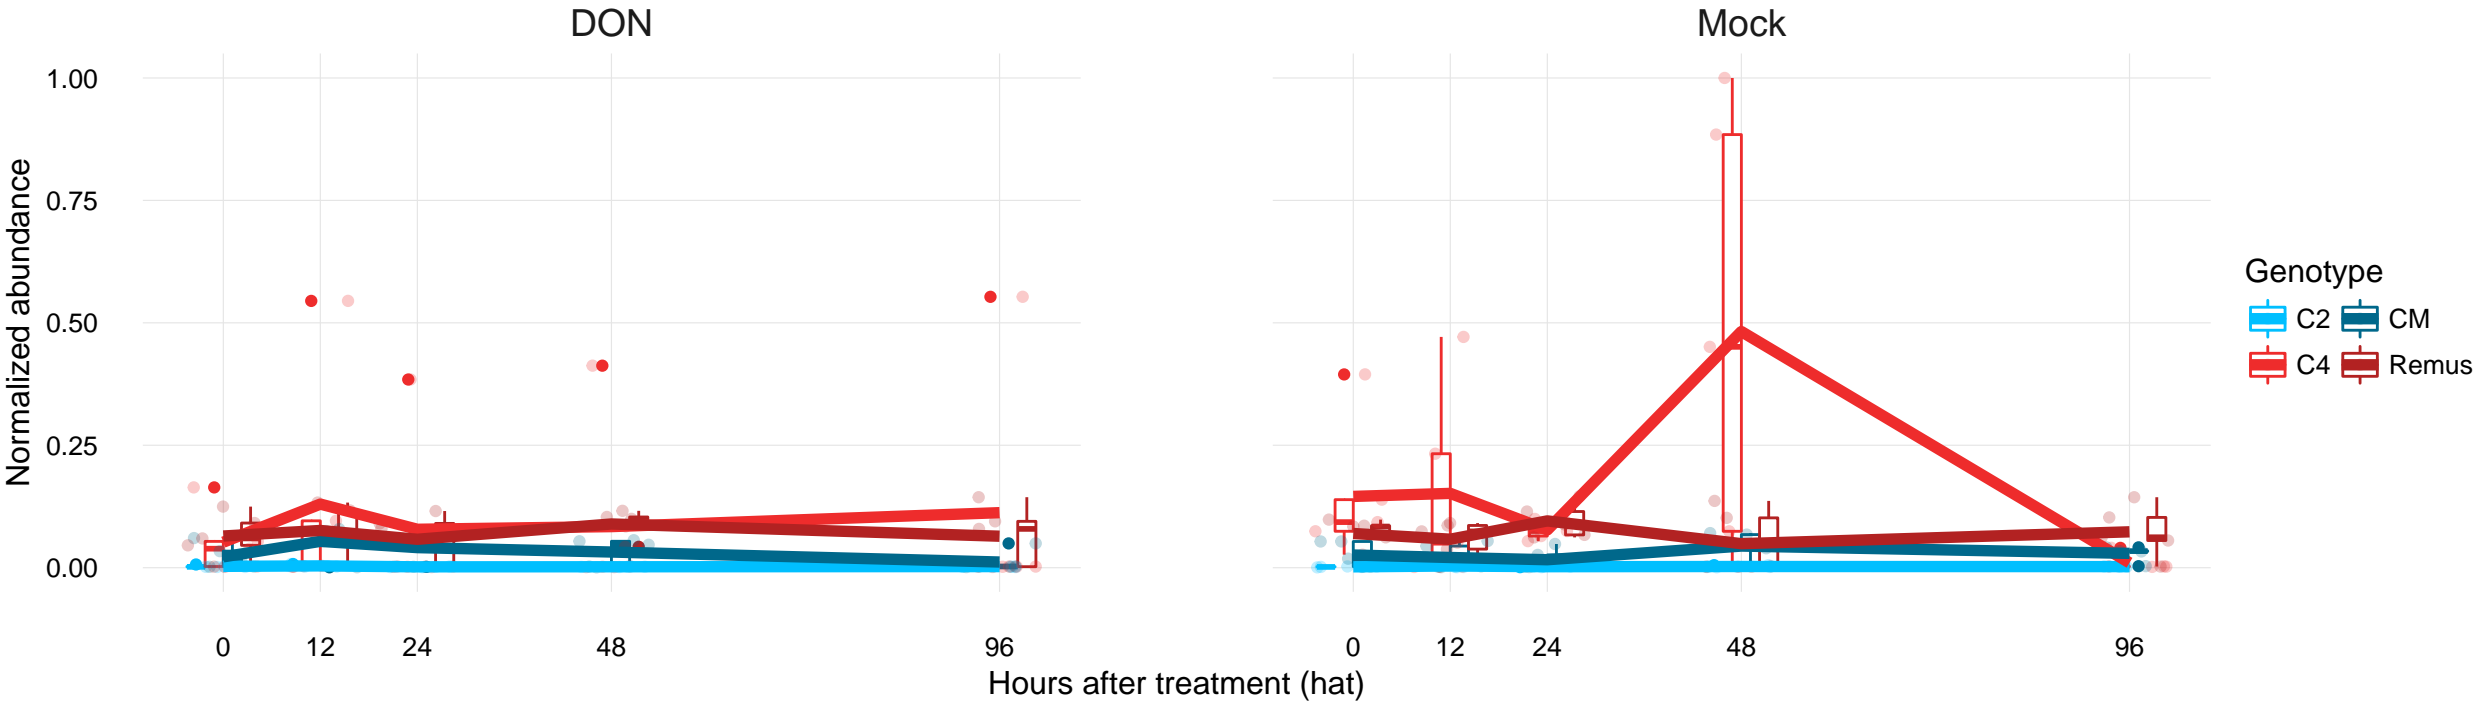 DON Mock
Normalized abundance
1.00
0.75
0.50
0.25
0.00
0 12 24 48 96 0 12 24 48 96
Hours after treatment (hat)
Genotype
C2 CM
C4 Remus